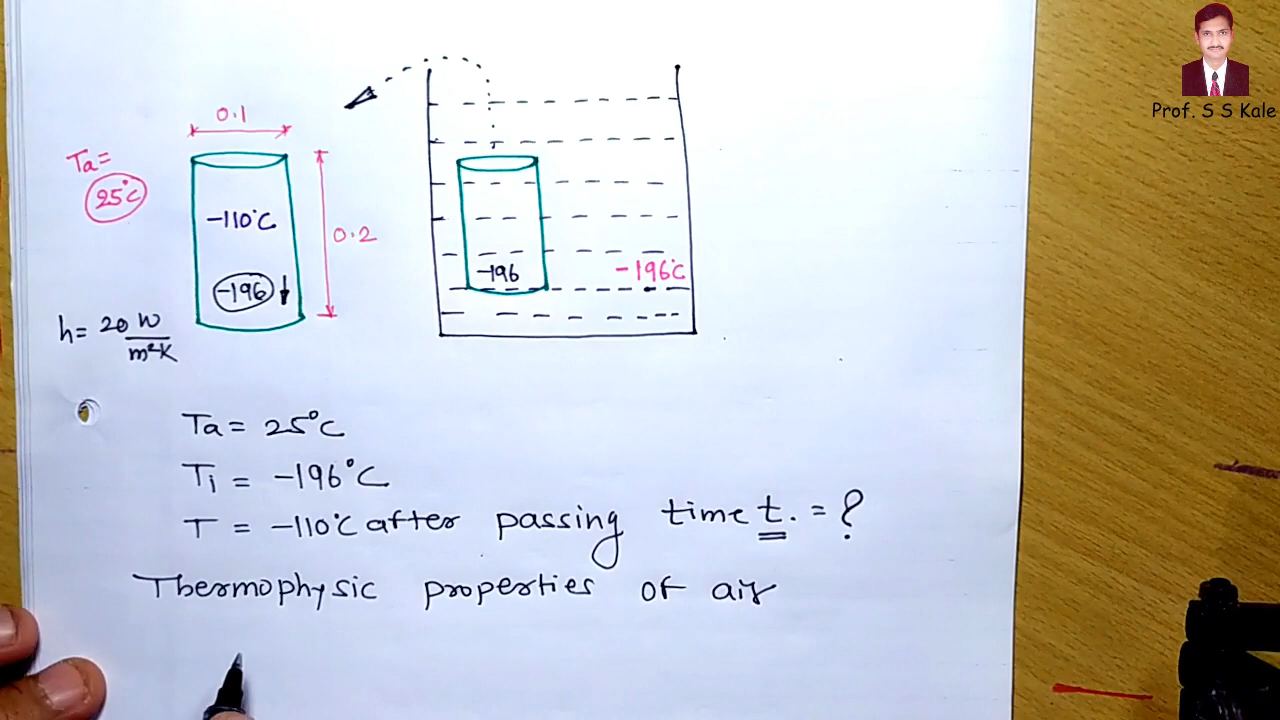 Prof. S S Kale
0.1
Ta =
25°C
-110°C
-196
0.2
h = 20 W/m²K
-196
-196°C
Ta = 25°C
Ti = -196°C
T = -110°C after passing time t. = ?
Thermophysic properties of air